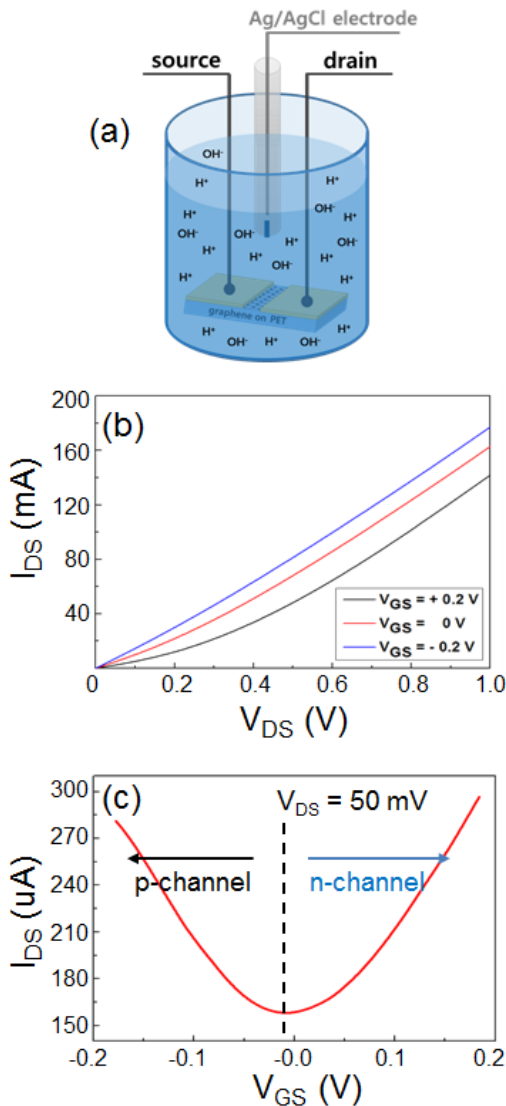 Ag/AgCl electrode
source
drain
(a)
OH-
H+
H+
OH-
H+
H+
OH-
H+
OH-
H+
OH-
H+
OH-
H+
H+
H+
graphene on PET
H+
OH-
H+
OH-
H+
(b)
200
160
120
80
40
IDS (mA)
VGS = + 0.2 V
VGS = 0 V
VGS = - 0.2 V
0
0.2
0.4
0.6
0.8
1.0
VDS (V)
(c)
VDS = 50 mV
300
270
240
210
180
150
IDS (uA)
p-channel
n-channel
-0.2
-0.1
-0.0
0.1
0.2
VGS (V)